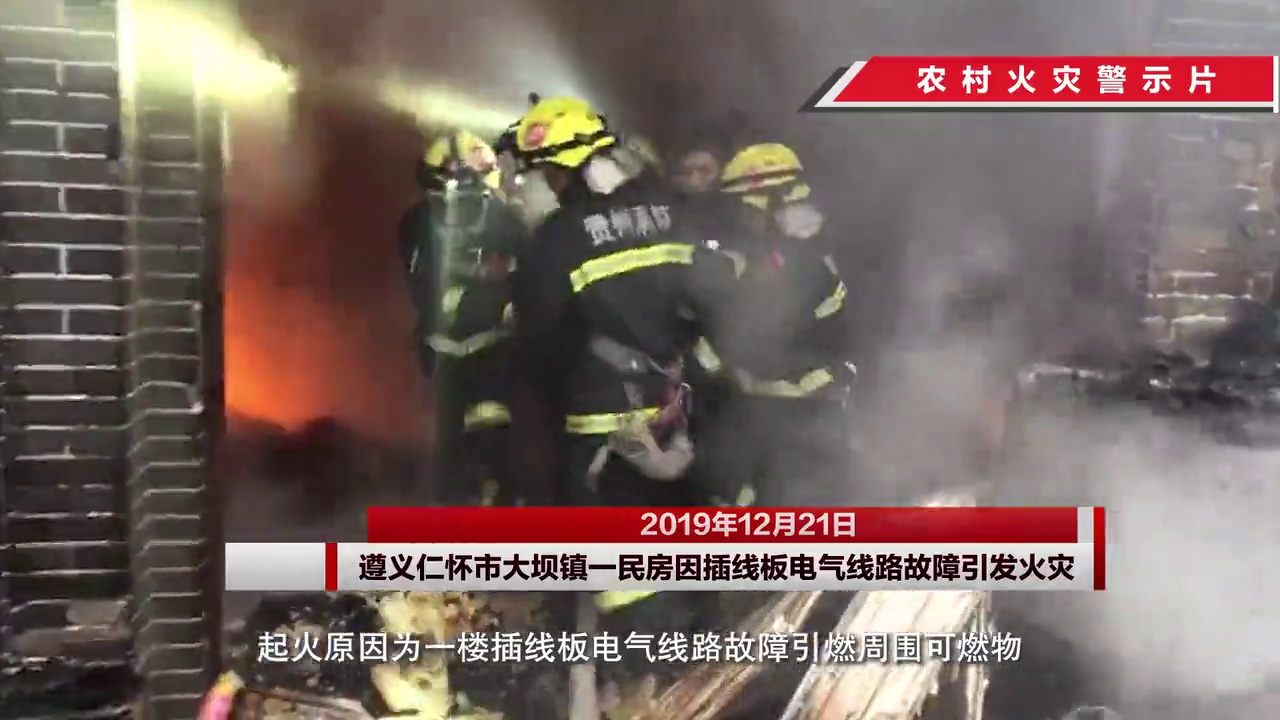 农村火灾警示片
2019年12月21日
遵义仁怀市大坝镇一民房因插线板电气线路故障引发火灾
起火原因为一楼插线板电气线路故障引燃周围可燃物